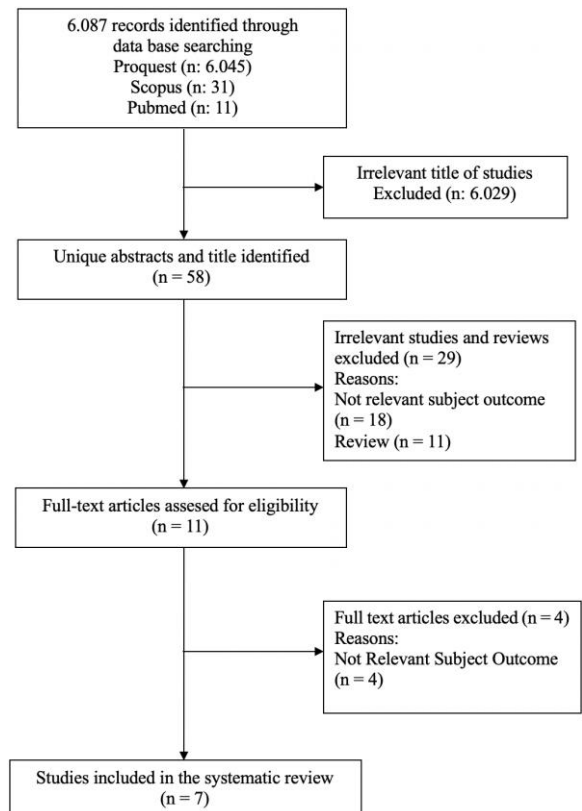 6.087 records identified through
data base searching
Proquest (n: 6.045)
Scopus (n: 31)
Pubmed (n: 11)
Irrelevant title of studies
Excluded (n: 6.029)
Unique abstracts and title identified
(n = 58)
Irrelevant studies and reviews
excluded (n = 29)
Reasons:
Not relevant subject outcome
(n = 18)
Review (n = 11)
Full-text articles assesed for eligibility
(n = 11)
Full text articles excluded (n = 4)
Reasons:
Not Relevant Subject Outcome
(n = 4)
Studies included in the systematic review
(n = 7)